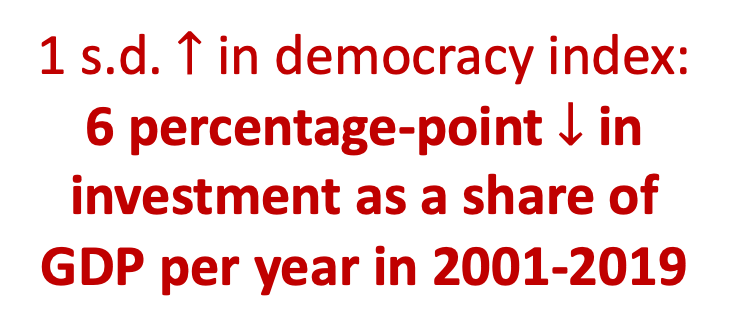 1 s.d. ↑ in democracy index:
6 percentage-point ↓ in
investment as a share of
GDP per year in 2001-2019